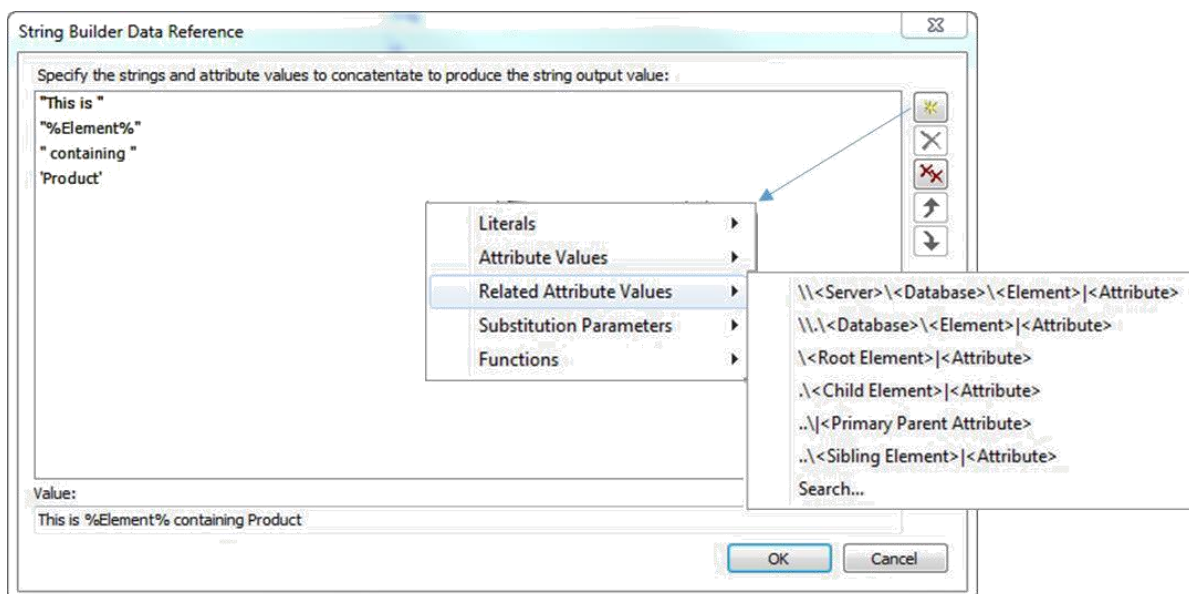 String Builder Data Reference
Specify the strings and attribute values to concatentate to produce the string output value:
"This is "
"%Element%"
" containing "
'Product'
Literals
Attribute Values
Related Attribute Values
Substitution Parameters
Functions
\\<Server>\<Database>\<Element>|<Attribute>
\\.\<Database>\<Element>|<Attribute>
\<Root Element>|<Attribute>
.\<Child Element>|<Attribute>
..\|<Primary Parent Attribute>
..\<Sibling Element>|<Attribute>
Search...
Value:
This is %Element% containing Product
OK
Cancel